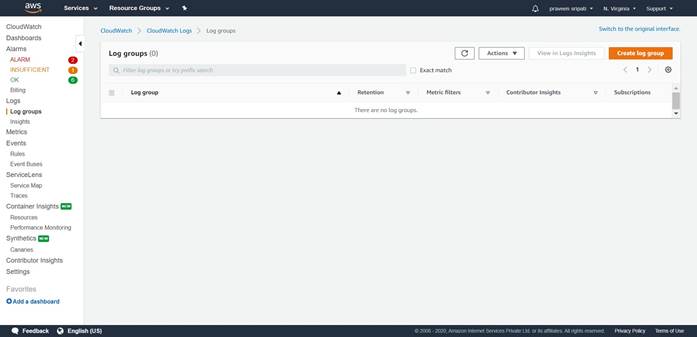 aws Services Resource Groups praveen sripati N. Virginia Support
CloudWatch
Dashboards
Alarms
ALARM 2
INSUFFICIENT 3
OK 6
Billing
Logs
Log groups
Insights
Metrics
Events
Rules
Event Buses
ServiceLens
Service Map
Traces
Container Insights NEW
Resources
Performance Monitoring
Synthetics NEW
Canaries
Contributor Insights
Settings
Favorites
Add a dashboard
CloudWatch > CloudWatch Logs > Log groups
Switch to the original interface.
Log groups (0)
Actions View in Logs Insights Create log group
Filter log groups or try prefix search Exact match 1
Log group Retention Metric filters Contributor Insights Subscriptions
There are no log groups.
Feedback English (US) © 2008 - 2020, Amazon Internet Services Private Ltd. or its affiliates. All rights reserved. Privacy Policy Terms of Use